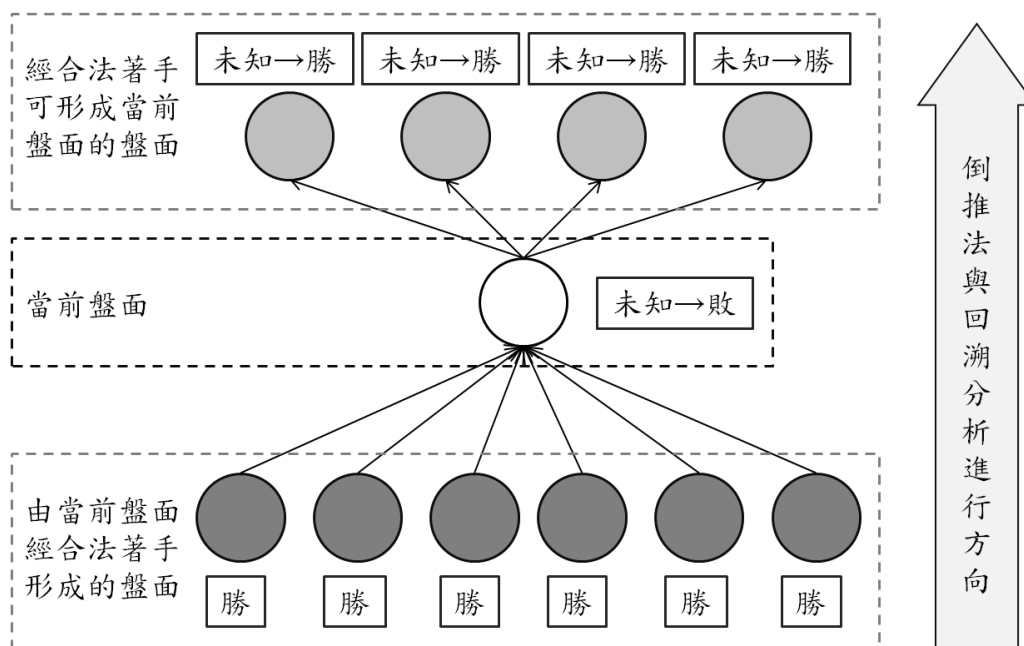 未知→勝
未知→勝
未知→勝
未知→勝
經合法著手
可形成當前
盤面的盤面
當前盤面
未知→敗
由當前盤面
經合法著手
形成的盤面
勝
勝
勝
勝
勝
勝
倒推法與回溯分析進行方向